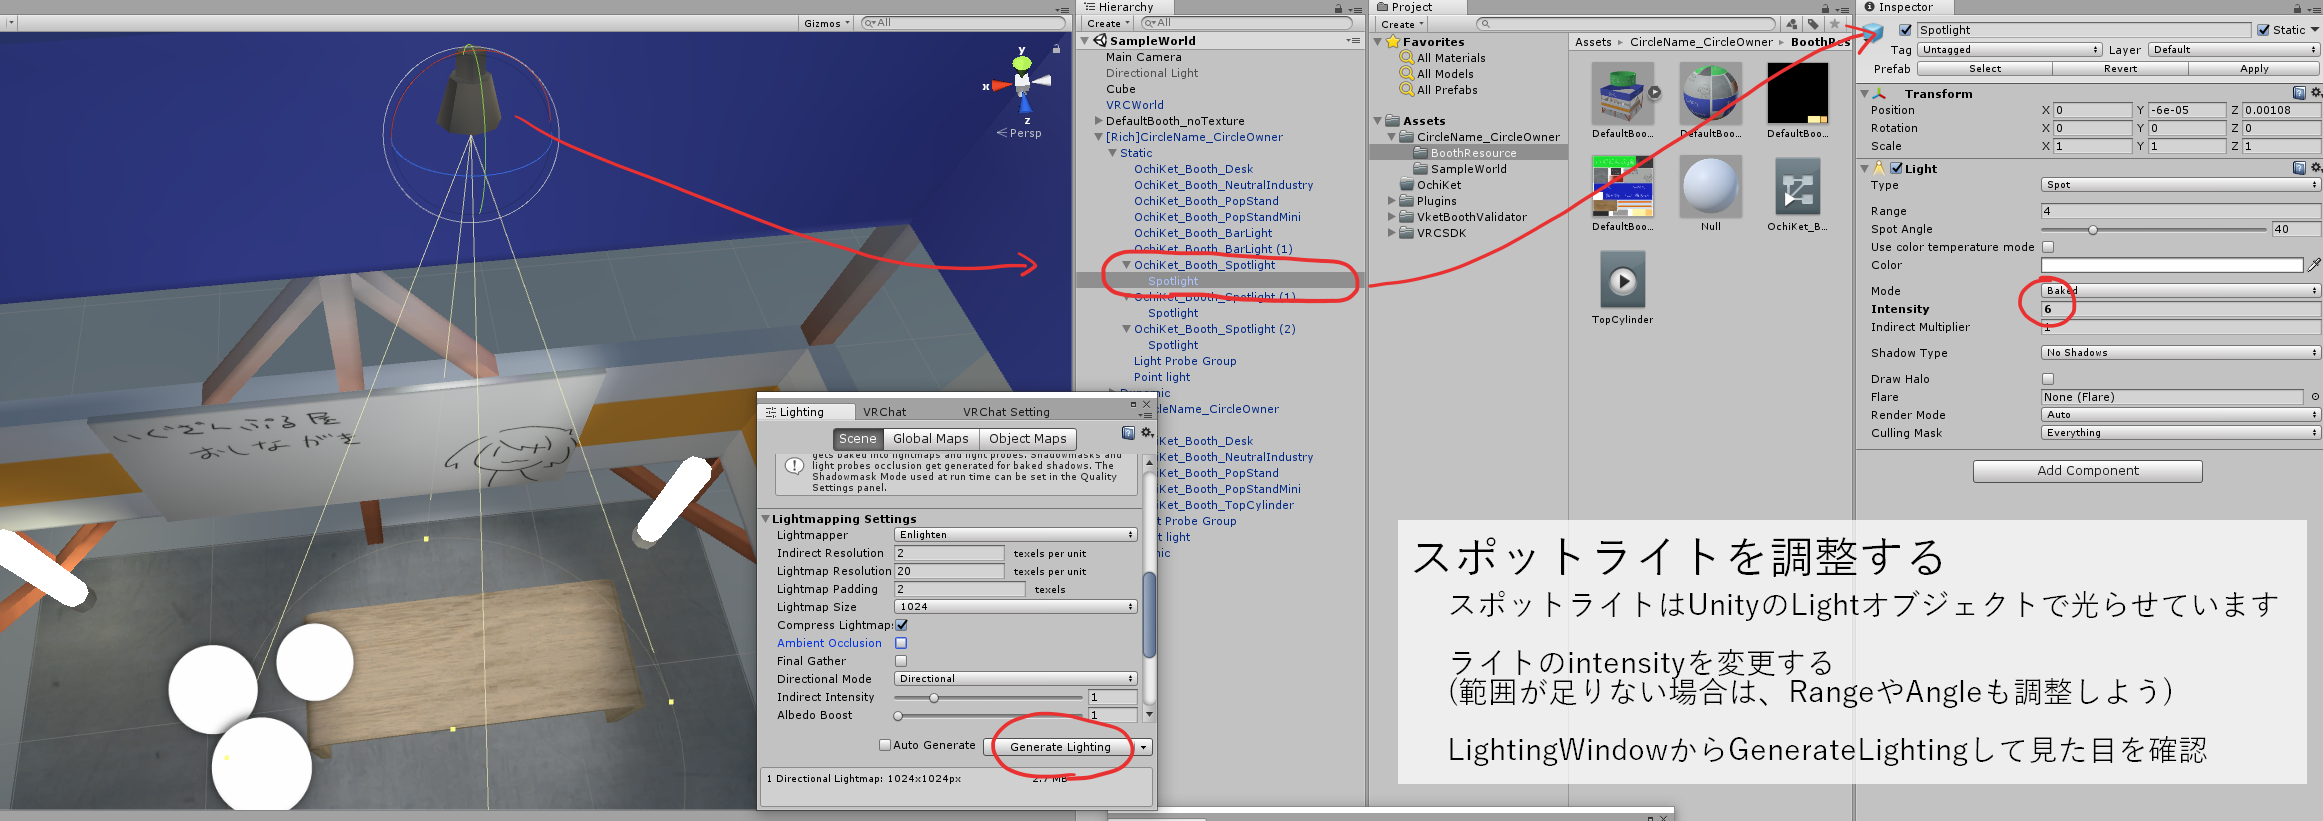 Gizmos
All
y
x
z
Persp
いぐざんぷる屋
おしながき
Hierarchy
Create
All
SampleWorld
Main Camera
Directional Light
Cube
VRCWorld
DefaultBooth_noTexture
[Rich]CircleName_CircleOwner
Static
OchiKet_Booth_Desk
OchiKet_Booth_NeutralIndustry
OchiKet_Booth_PopStand
OchiKet_Booth_PopStandMini
OchiKet_Booth_BarLight
OchiKet_Booth_BarLight (1)
OchiKet_Booth_Spotlight
Spotlight
OchiKet_Booth_Spotlight (1)
Spotlight
OchiKet_Booth_Spotlight (2)
Spotlight
Light Probe Group
Point light
cleName_CircleOwner
Ket_Booth_Desk
Ket_Booth_NeutralIndustry
Ket_Booth_PopStand
Ket_Booth_PopStandMini
Ket_Booth_TopCylinder
t Probe Group
t light
nic
Lighting
VRChat
VRChat Setting
Scene
Global Maps
Object Maps
gets baked into lightmaps and light probes. Shadowmasks and
light probes occlusion get generated for baked shadows. The
Shadowmask Mode used at run time can be set in the Quality
Settings panel.
Lightmapping Settings
Lightmapper Enlighten
Indirect Resolution 2 texels per unit
Lightmap Resolution 20 texels per unit
Lightmap Padding 2 texels
Lightmap Size 1024
Compress Lightmaps
Ambient Occlusion
Final Gather
Directional Mode Directional
Indirect Intensity 1
Albedo Boost 1
Auto Generate Generate Lighting
1 Directional Lightmap: 1024x1024px 2.7 MB
Project
Create
Favorites
All Materials
All Models
All Prefabs
Assets
CircleName_CircleOwner
BoothResource
SampleWorld
OchiKet
Plugins
VketBoothValidator
VRCSDK
Assets CircleName_CircleOwner BoothRes
DefaultBoo... DefaultBoo... DefaultBoo...
DefaultBoo... Null OchiKet_B...
TopCylinder
Inspector
Spotlight Static
Tag Untagged Layer Default
Prefab Select Revert Apply
Transform
Position X 0 Y -6e-05 Z 0.00108
Rotation X 0 Y 0 Z 0
Scale X 1 Y 1 Z 1
Light
Type Spot
Range 4
Spot Angle 40
Use color temperature mode
Color
Mode Baked
Intensity 6
Indirect Multiplier 1
Shadow Type No Shadows
Draw Halo
Flare None (Flare)
Render Mode Auto
Culling Mask Everything
Add Component
スポットライトを調整する
スポットライトはUnityのLightオブジェクトで光らせています
ライトのintensityを変更する
(範囲が足りない場合は、RangeやAngleも調整しよう)
LightingWindowからGenerateLightingして見た目を確認